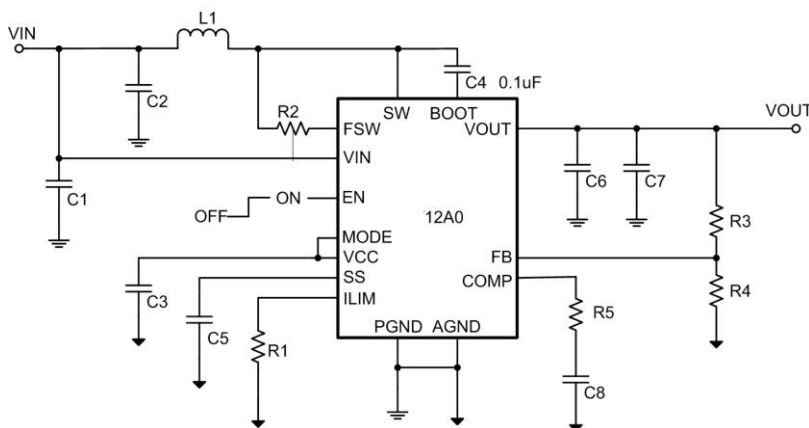 VIN
L1
C2
C4 0.1uF
R2
SW BOOT
FSW
VOUT
VOUT
VIN
C1
C6
C7
ON
EN
OFF
12A0
R3
MODE
VCC
FB
SS
COMP
R4
C3
ILIM
C5
R1
PGND AGND
R5
C8